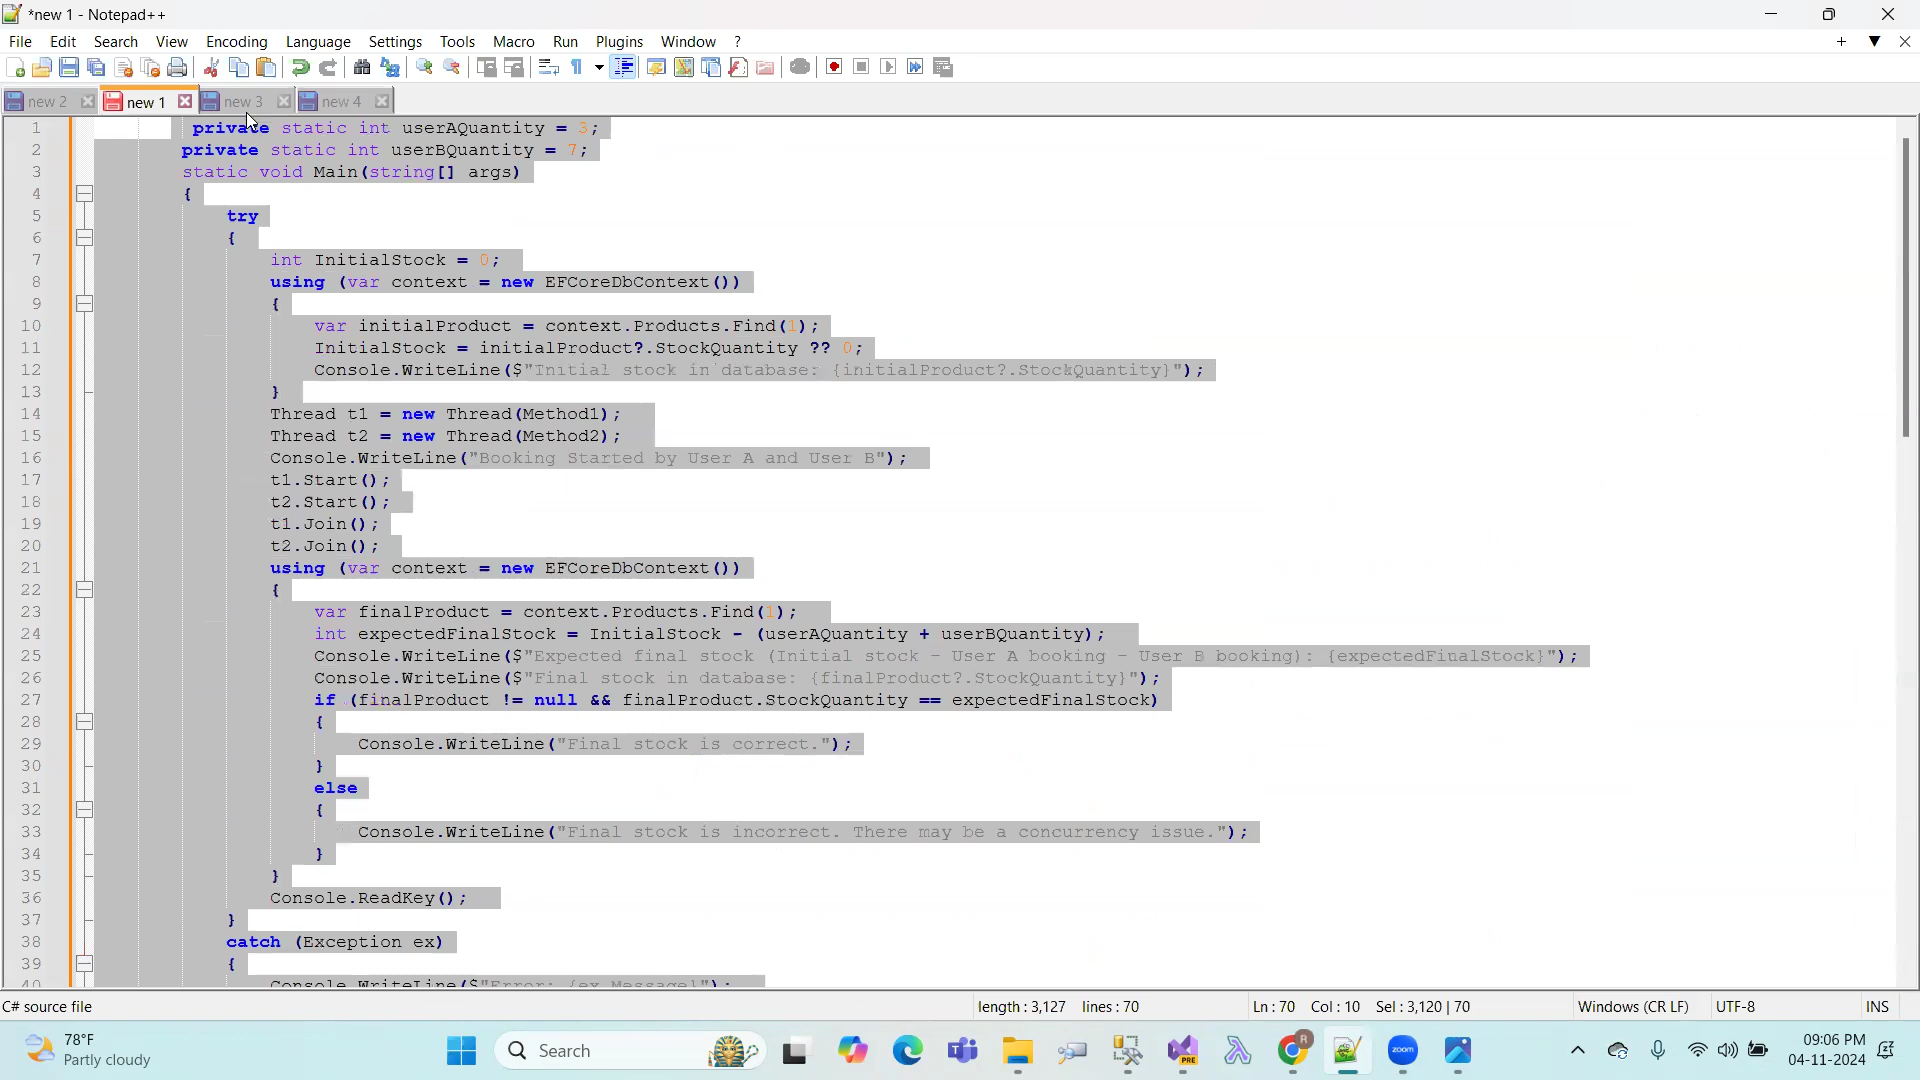 *new 1 - Notepad++
File Edit Search View Encoding Language Settings Tools Macro Run Plugins Window ?
new 2 new 1 new 3 new 4
1 private static int userAQuantity = 3;
2 private static int userBQuantity = 7;
3 static void Main(string[] args)
4 {
5 try
6 {
7 int InitialStock = 0;
8 using (var context = new EFCoreDbContext())
9 {
10 var initialProduct = context.Products.Find(1);
11 InitialStock = initialProduct?.StockQuantity ?? 0;
12 Console.WriteLine($"Initial stock in database: {initialProduct?.StockQuantity}");
13 }
14 Thread t1 = new Thread(Method1);
15 Thread t2 = new Thread(Method2);
16 Console.WriteLine("Booking Started by User A and User B");
17 t1.Start();
18 t2.Start();
19 t1.Join();
20 t2.Join();
21 using (var context = new EFCoreDbContext())
22 {
23 var finalProduct = context.Products.Find(1);
24 int expectedFinalStock = InitialStock - (userAQuantity + userBQuantity);
25 Console.WriteLine($"Expected final stock (Initial stock - User A booking - User B booking): {expectedFinalStock}");
26 Console.WriteLine($"Final stock in database: {finalProduct?.StockQuantity}");
27 if (finalProduct != null && finalProduct.StockQuantity == expectedFinalStock)
28 {
29 Console.WriteLine("Final stock is correct.");
30 }
31 else
32 {
33 Console.WriteLine("Final stock is incorrect. There may be a concurrency issue.");
34 }
35 }
36 Console.ReadKey();
37 }
38 catch (Exception ex)
39 {
40 Console.WriteLine($"Error: {ex.Message}");
C# source file length : 3,127 lines : 70 Ln : 70 Col : 10 Sel : 3,120 | 70 Windows (CR LF) UTF-8 INS
78°F
Partly cloudy
Search
PRE
R
zoom
09:06 PM
04-11-2024